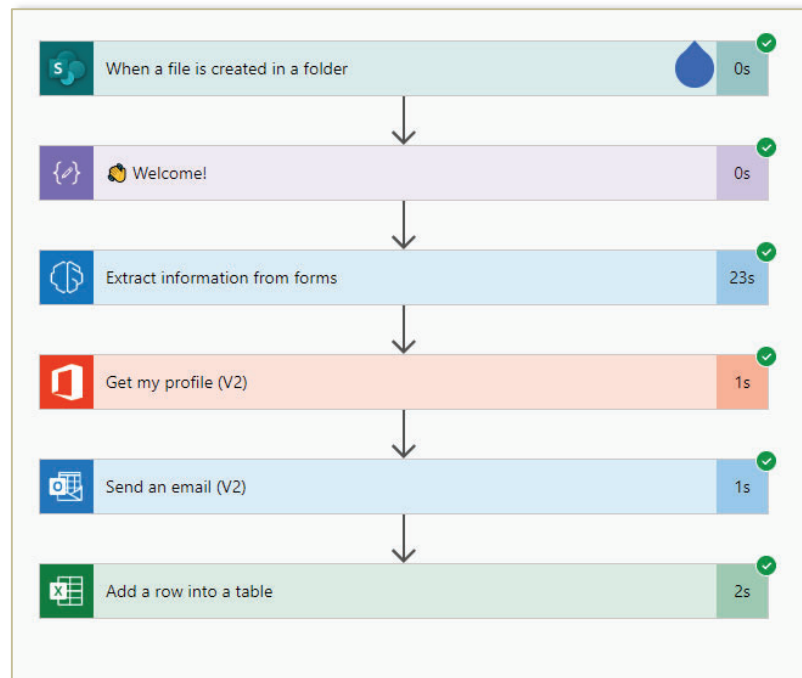 When a file is created in a folder 0s
👏 Welcome! 0s
Extract information from forms 23s
Get my profile (V2) 1s
Send an email (V2) 1s
Add a row into a table 2s